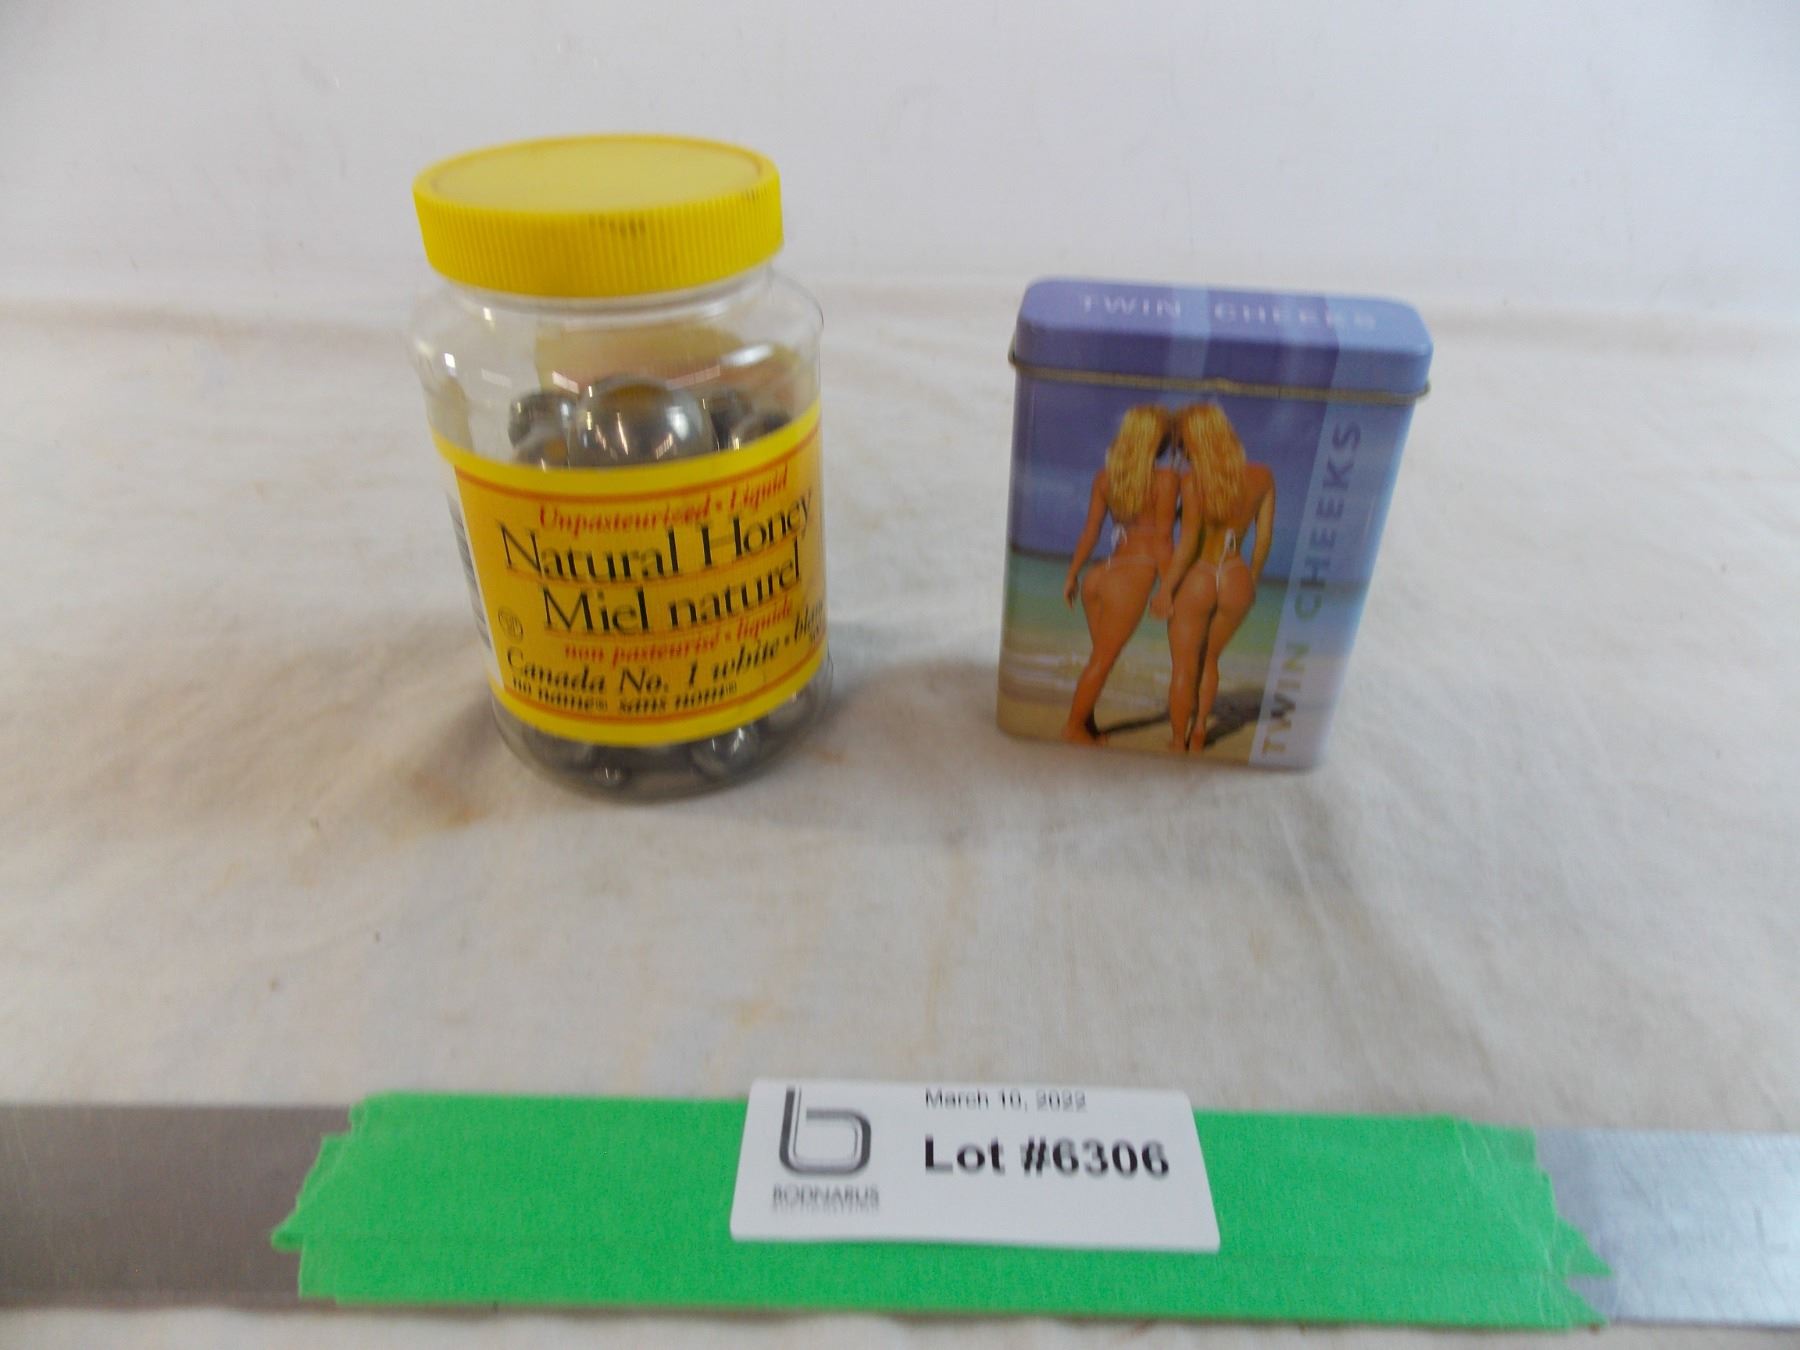 Unpasteurized • Liquid
Natural Honey
Miel naturel
non pasteurisé • liquide
Canada No. 1 white • blanc
no name® sans nom®
TWIN CHEEKS
TWIN CHEEKS
March 10, 2022
Lot #6306
BODNARUS